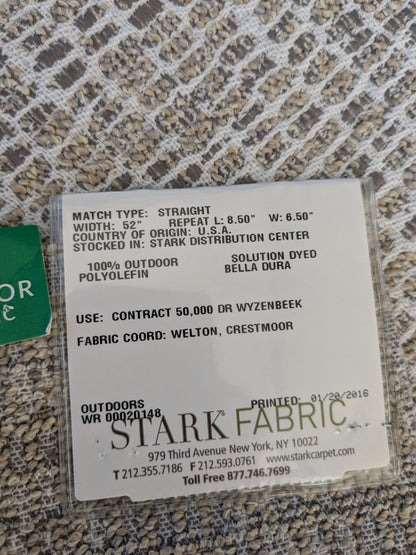 MATCH TYPE: STRAIGHT
WIDTH: 52" REPEAT L: 8.50" W: 6.50"
COUNTRY OF ORIGIN: U.S.A.
STOCKED IN: STARK DISTRIBUTION CENTER
100% OUTDOOR SOLUTION DYED
POLYOLEFIN BELLA DURA
OR
C
USE: CONTRACT 50,000 DR WYZENBEEK
FABRIC COORD: WELTON, CRESTMOOR
OUTDOORS PRINTED: 01/20/2016
WR 00020148
STARK FABRIC
979 Third Avenue New York, NY 10022
T 212.355.7186 F 212.593.0761 www.starkcarpet.com
Toll Free 877.746.7699